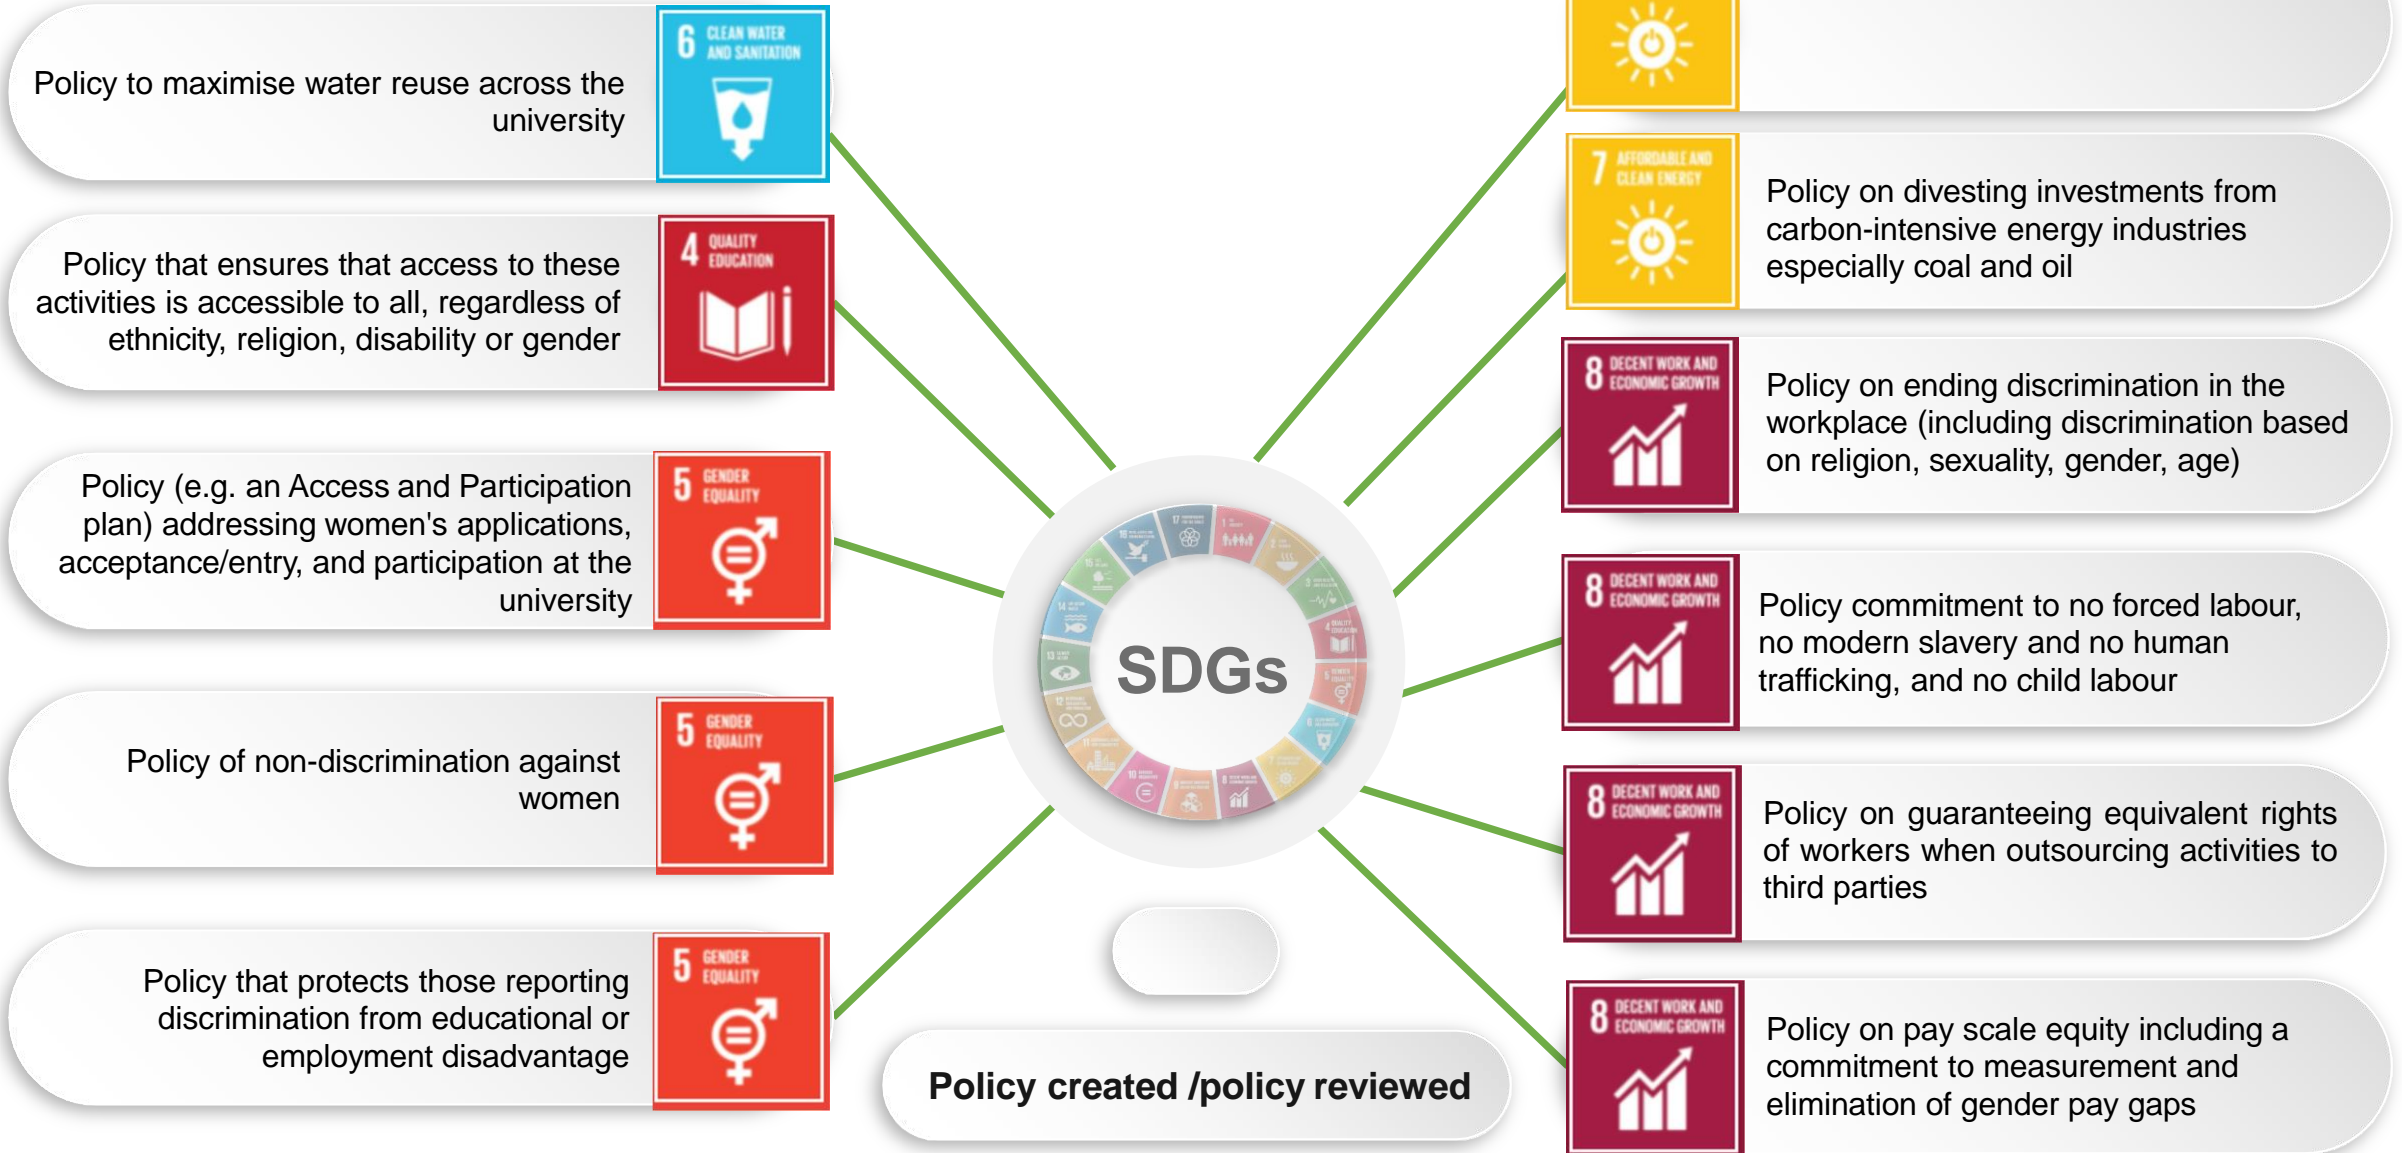 Policy to maximise water reuse across the
university
6 CLEAN WATER
AND SANITATION
Policy that ensures that access to these
activities is accessible to all, regardless of
ethnicity, religion, disability or gender
4 QUALITY
EDUCATION
Policy (e.g. an Access and Participation
plan) addressing women's applications,
acceptance/entry, and participation at the
university
5 GENDER
EQUALITY
Policy of non-discrimination against
women
5 GENDER
EQUALITY
Policy that protects those reporting
discrimination from educational or
employment disadvantage
5 GENDER
EQUALITY
SDGs
Policy created /policy reviewed
7 AFFORDABLE AND
CLEAN ENERGY
Policy on divesting investments from
carbon-intensive energy industries
especially coal and oil
8 DECENT WORK AND
ECONOMIC GROWTH
Policy on ending discrimination in the
workplace (including discrimination based
on religion, sexuality, gender, age)
8 DECENT WORK AND
ECONOMIC GROWTH
Policy commitment to no forced labour,
no modern slavery and no human
trafficking, and no child labour
8 DECENT WORK AND
ECONOMIC GROWTH
Policy on guaranteeing equivalent rights
of workers when outsourcing activities to
third parties
8 DECENT WORK AND
ECONOMIC GROWTH
Policy on pay scale equity including a
commitment to measurement and
elimination of gender pay gaps